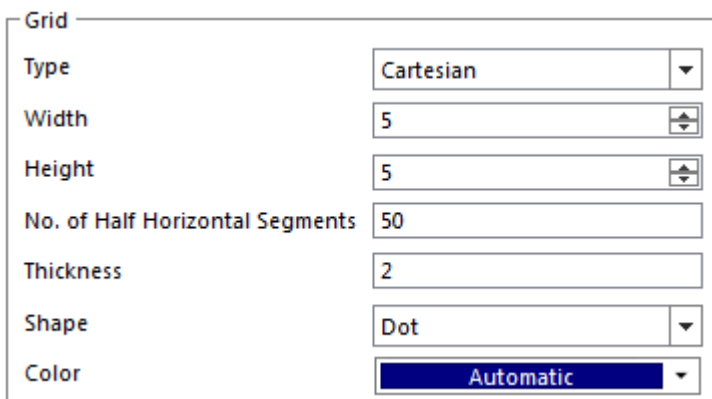 Grid
Type Cartesian
Width 5
Height 5
No. of Half Horizontal Segments 50
Thickness 2
Shape Dot
Color Automatic